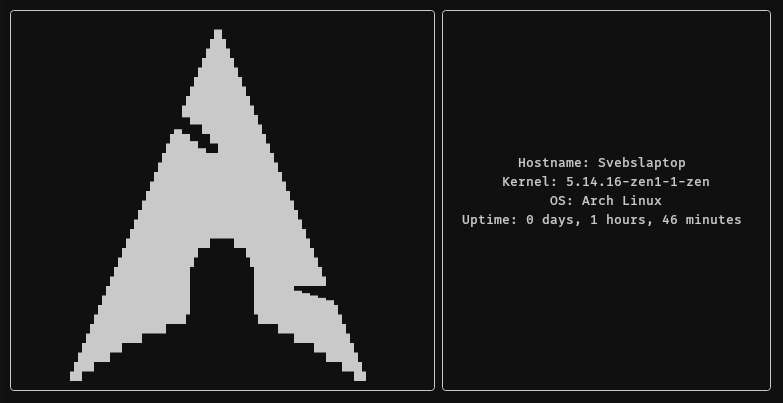 Hostname: Svebslaptop
Kernel: 5.14.16-zen1-1-zen
OS: Arch Linux
Uptime: 0 days, 1 hours, 46 minutes